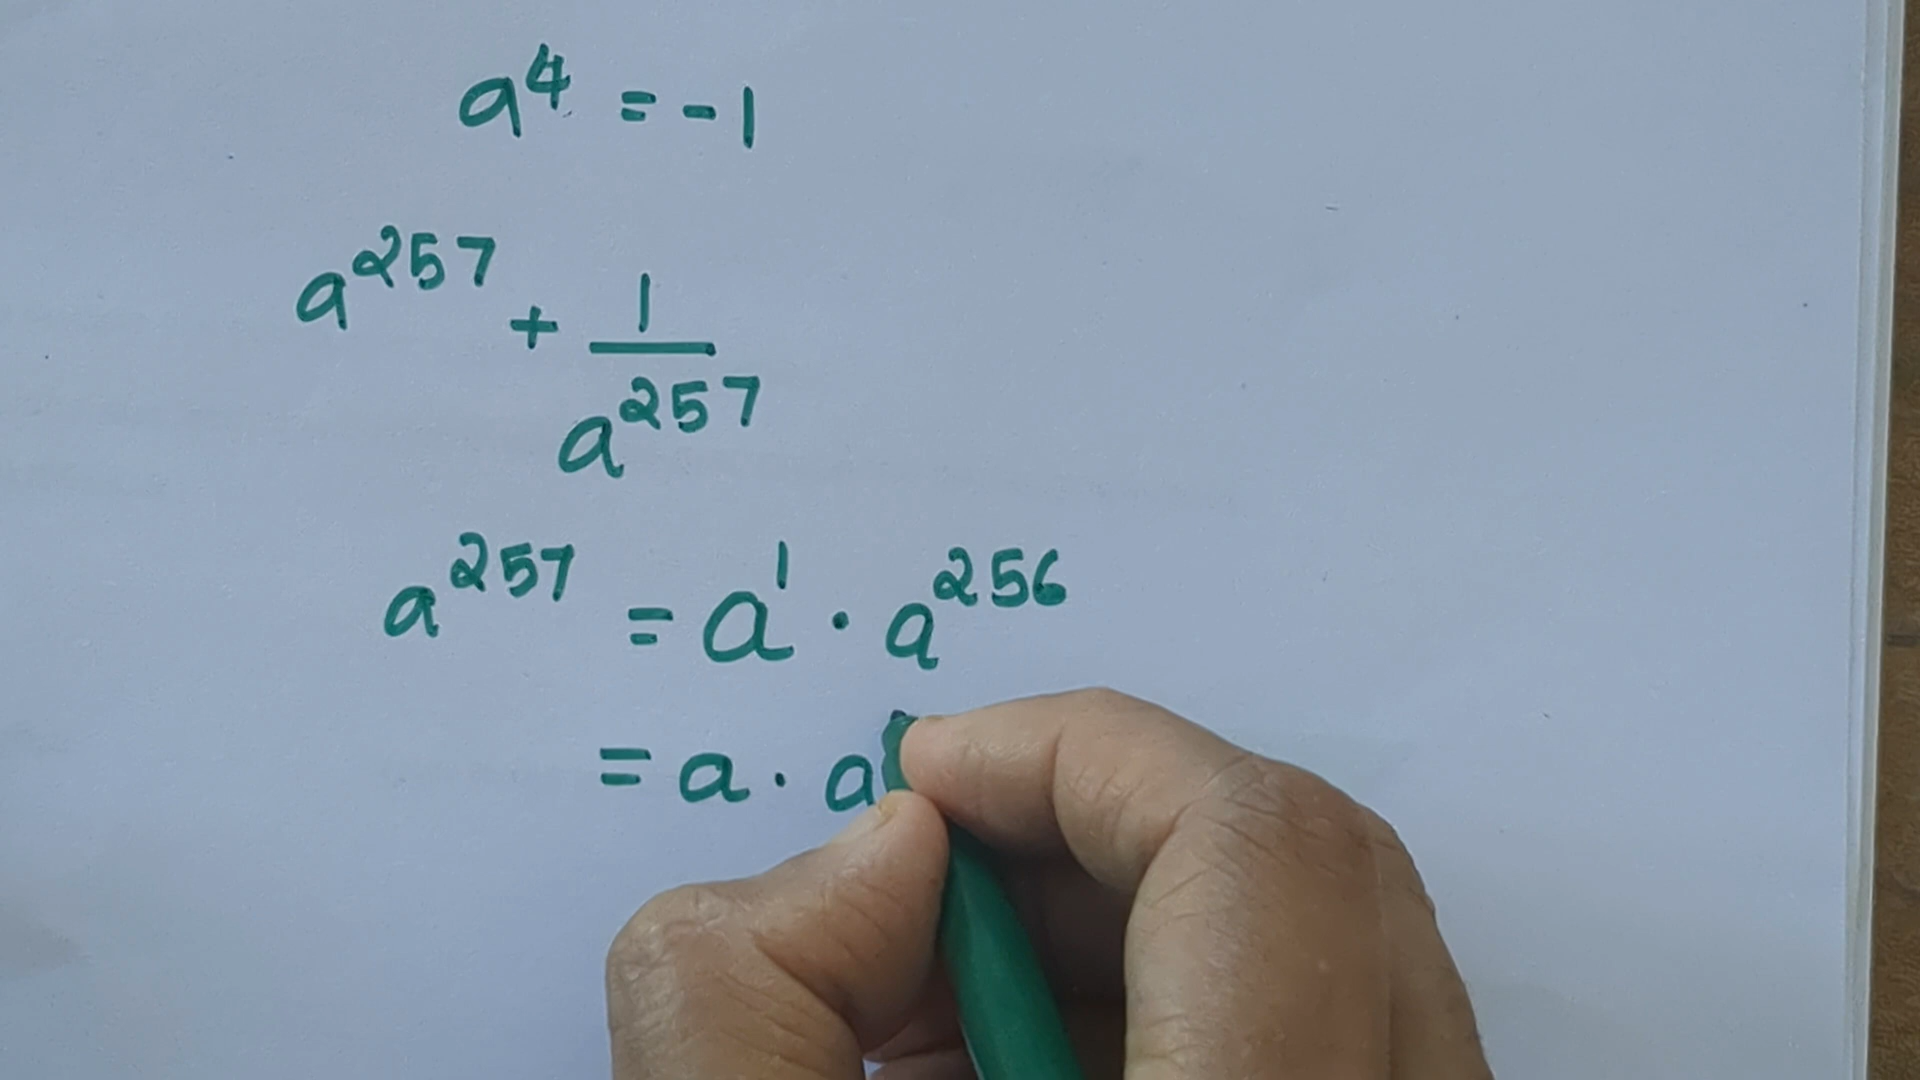 a⁴ = -1
a²⁵⁷ + 1/a²⁵⁷
a²⁵⁷ = a¹ · a²⁵⁶
= a · a